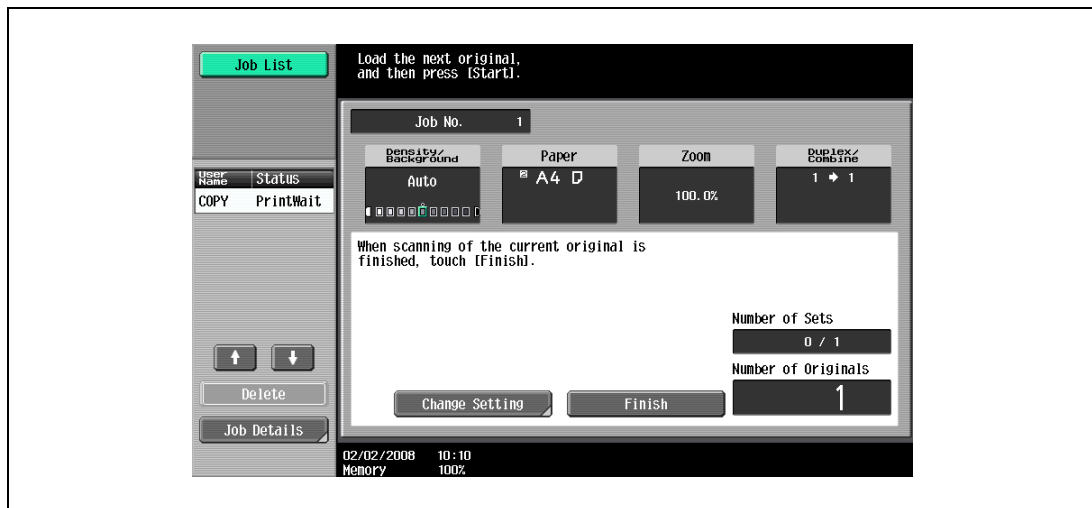 Job List
Load the next original,
and then press [Start].
Job No. 1
Density/
Background
Paper
Zoom
Duplex/
Combine
User
Name
Status
Auto
2 A4
100.0%
1 → 1
COPY PrintWait
When scanning of the current original is
finished, touch [Finish].
Number of Sets
0 / 1
Number of Originals
1
Delete
Change Setting
Finish
Job Details
02/02/2008 10:10
Memory 100%